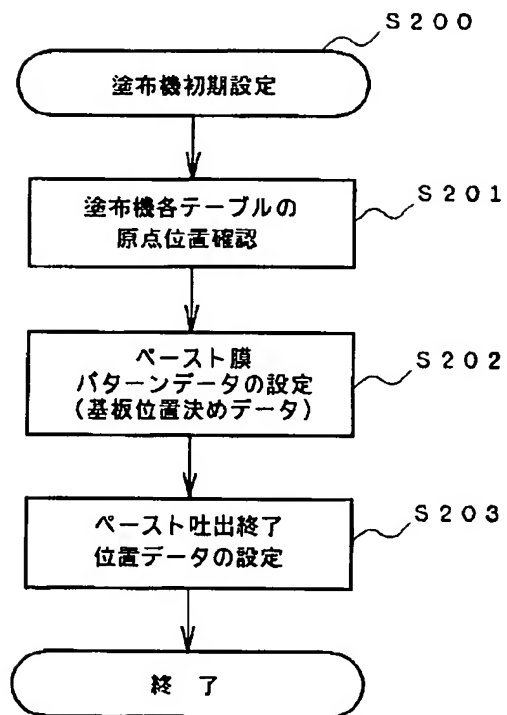 S200
塗布機初期設定
S201
塗布機各テーブルの
原点位置確認
S202
ペースト膜
パターンデータの設定
(基板位置決めデータ)
S203
ペースト吐出終了
位置データの設定
終 了